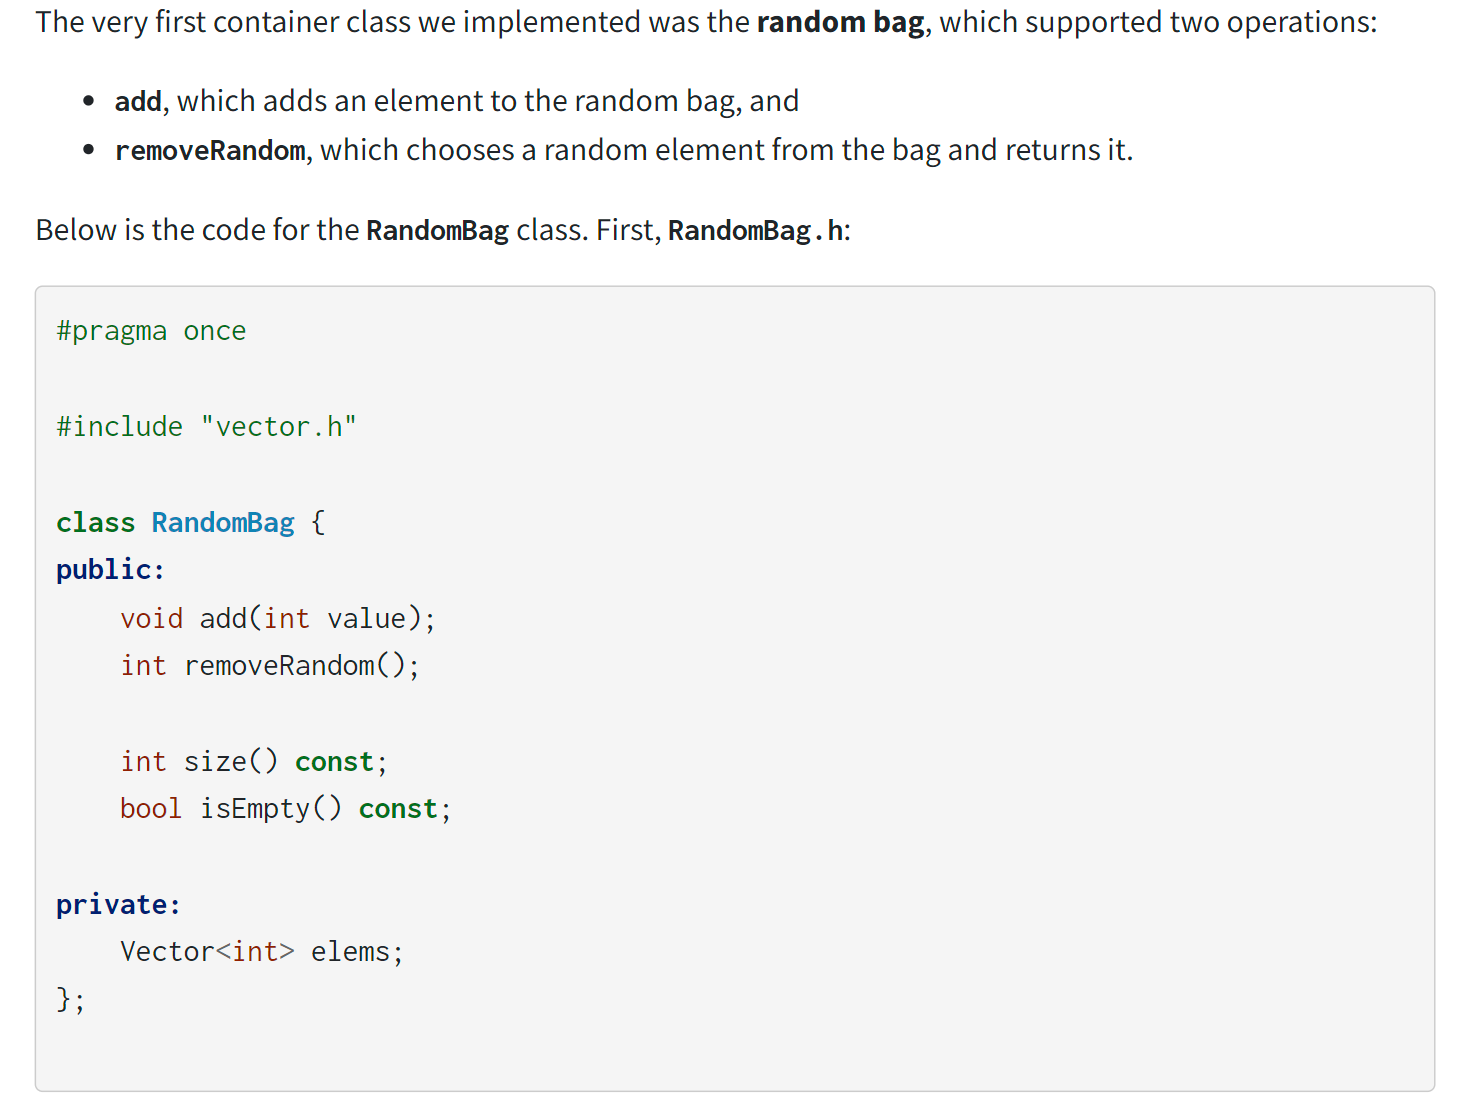 The very first container class we implemented was the random bag, which supported two operations:
• add, which adds an element to the random bag, and
• removeRandom, which chooses a random element from the bag and returns it.
Below is the code for the RandomBag class. First, RandomBag.h:
#pragma once
#include "vector.h"
class RandomBag {
public:
    void add(int value);
    int removeRandom();
    int size() const;
    bool isEmpty() const;
private:
    Vector<int> elems;
};